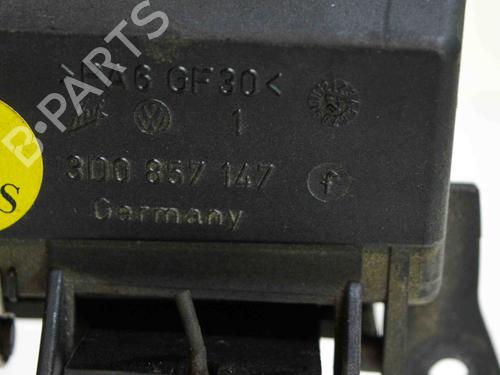 >PA6 GF30<
1
3D0 857 147
Germany
B-PARTS
S